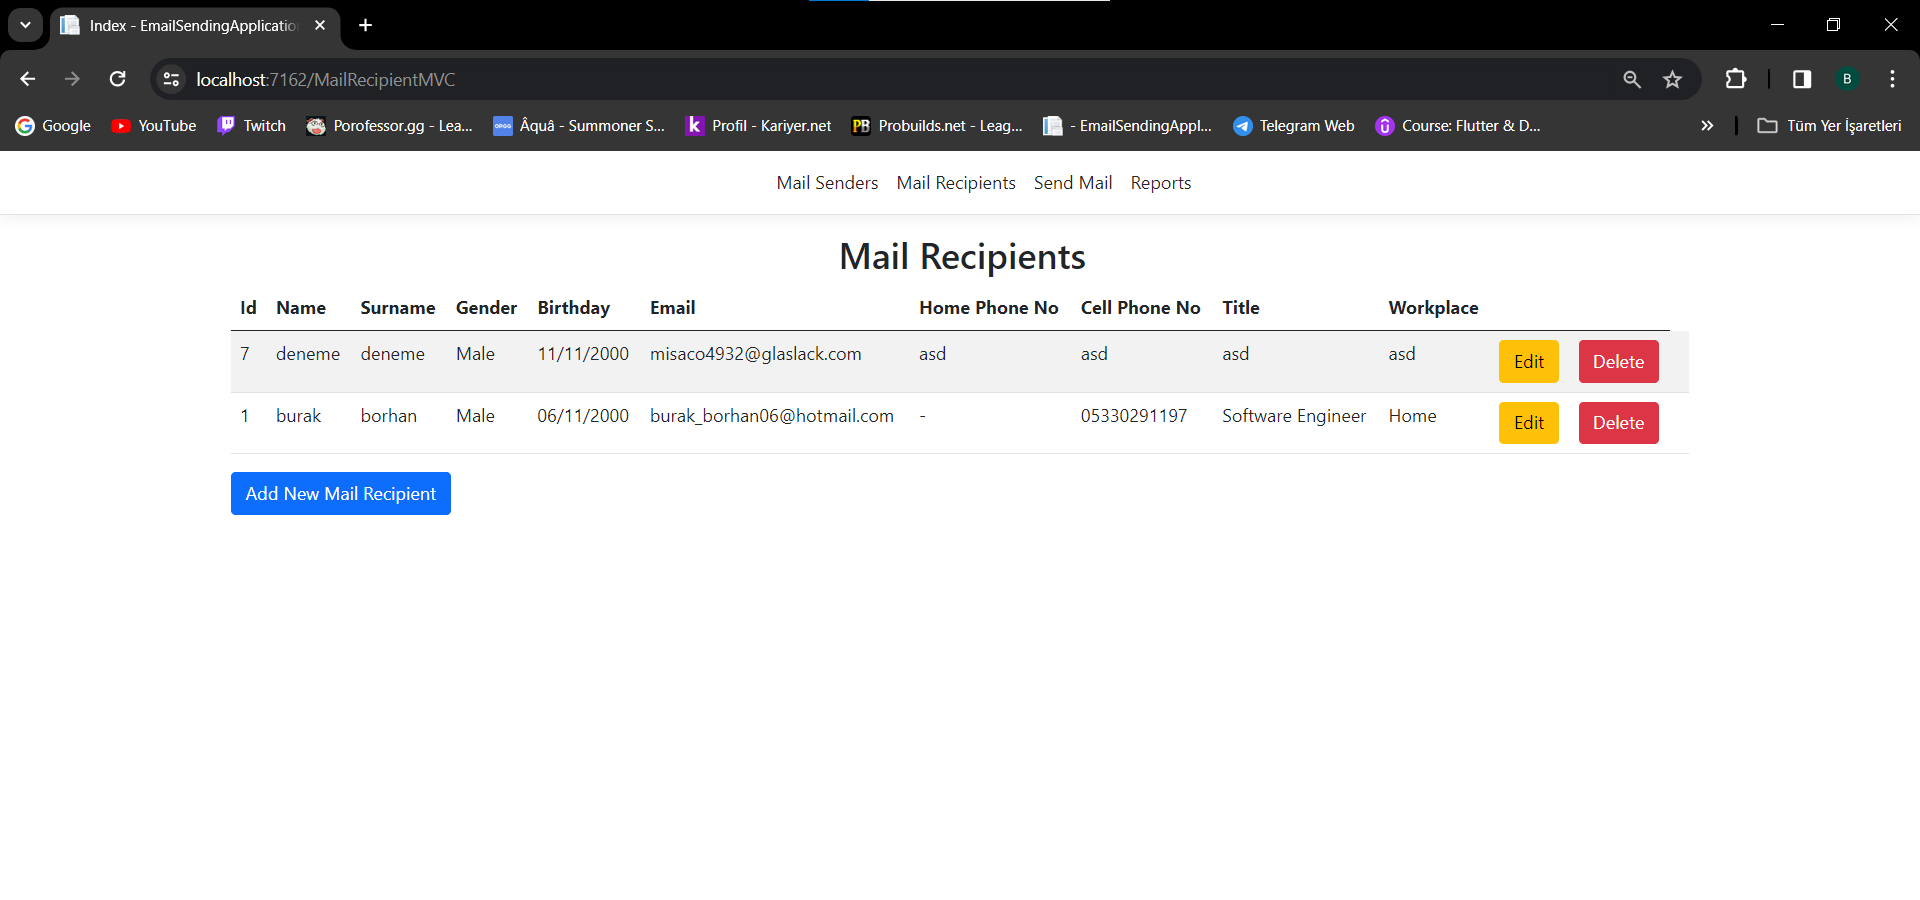 Index - EmailSendingApplicatio
localhost:7162/MailRecipientMVC
B
Google YouTube Twitch Porofessor.gg - Lea... OP.GG Âquâ - Summoner S... k Profil - Kariyer.net PB Probuilds.net - Leag... - EmailSendingAppl... Telegram Web Course: Flutter & D... » Tüm Yer İşaretleri
Mail Senders Mail Recipients Send Mail Reports
Mail Recipients
Id Name Surname Gender Birthday Email Home Phone No Cell Phone No Title Workplace
7 deneme deneme Male 11/11/2000 misaco4932@glaslack.com asd asd asd asd Edit Delete
1 burak borhan Male 06/11/2000 burak_borhan06@hotmail.com - 05330291197 Software Engineer Home Edit Delete
Add New Mail Recipient